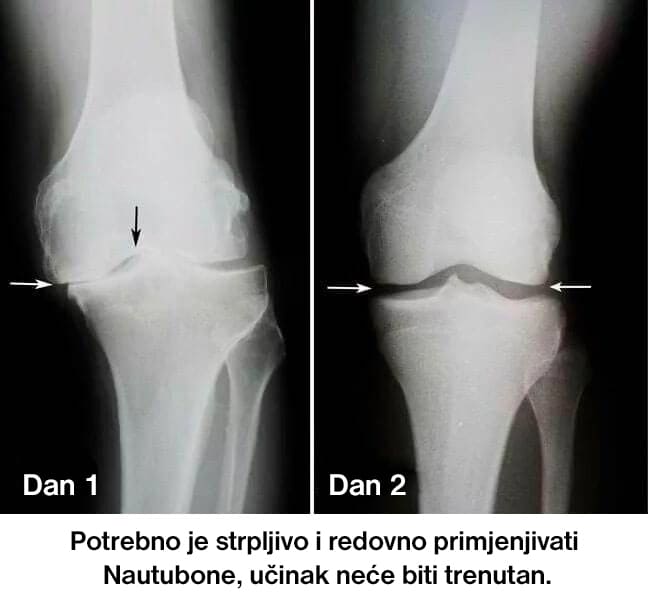 Dan 1
Dan 2
Potrebno je strpljivo i redovno primjenjivati
Nautubone, učinak neće biti trenutan.